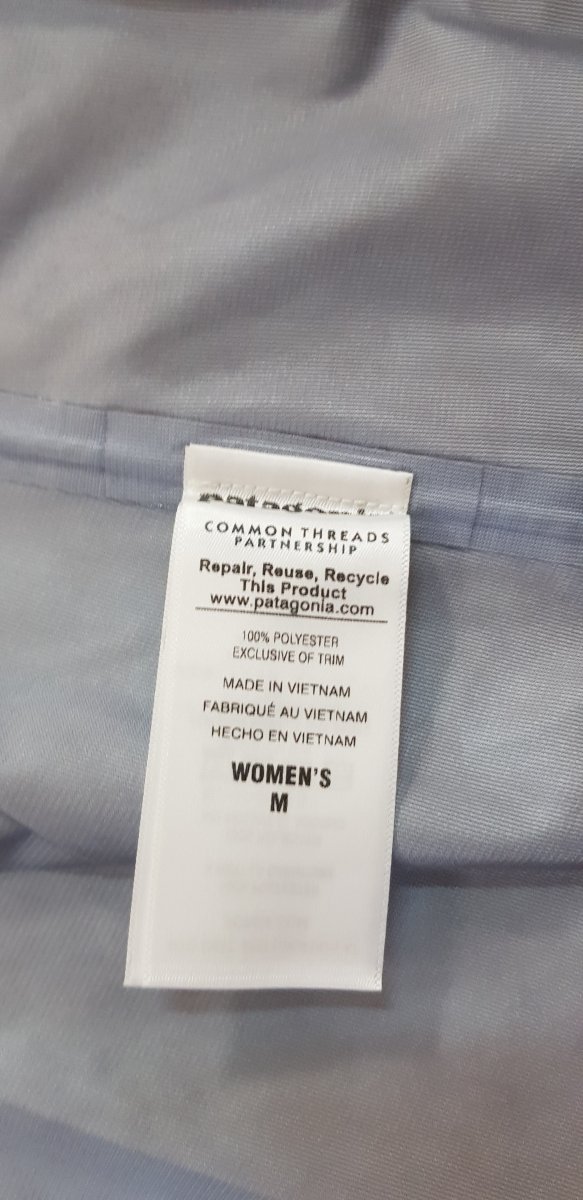 patagonia
COMMON THREADS
PARTNERSHIP
Repair, Reuse, Recycle
This Product
www.patagonia.com
100% POLYESTER
EXCLUSIVE OF TRIM
MADE IN VIETNAM
FABRIQUÉ AU VIETNAM
HECHO EN VIETNAM
WOMEN'S
M